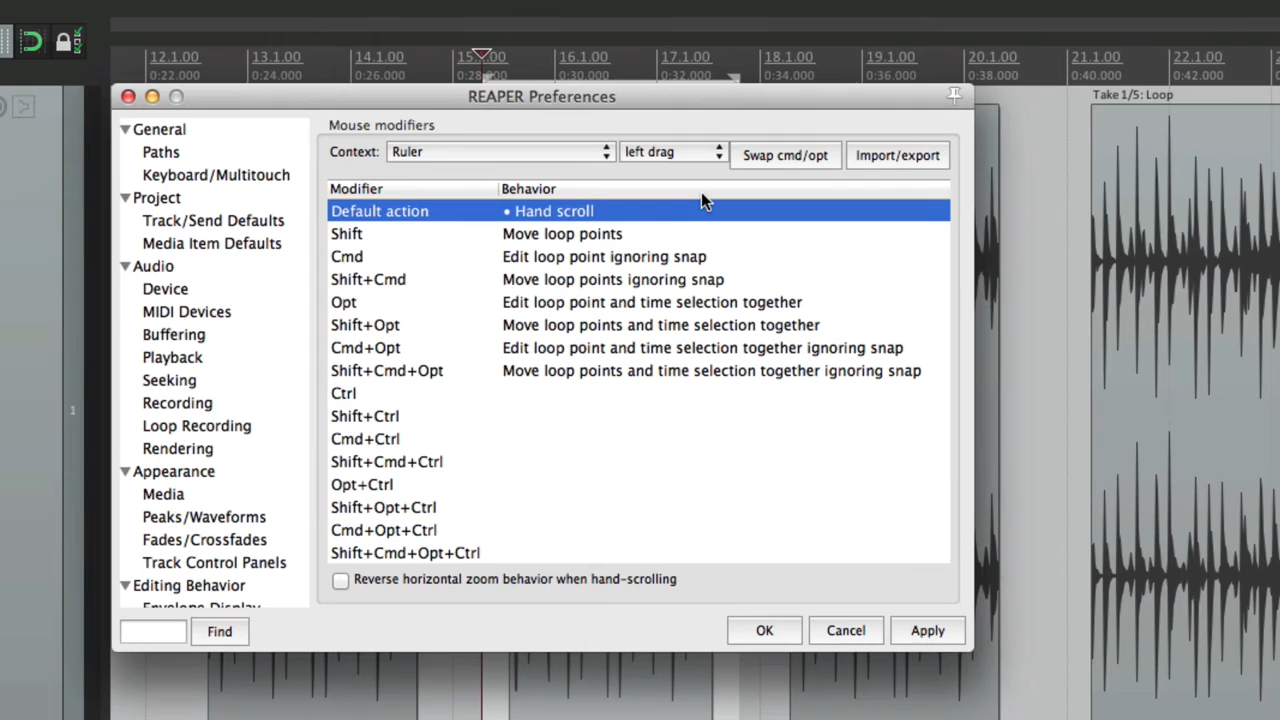 12.1.00 13.1.00 14.1.00 16.1.00 17.1.00 18.1.00 19.1.00 20.1.00 21.1.00 22.1.00
0:22.000 0:24.000 0:26.000 0:30.000 0:32.000 0:34.000 0:36.000 0:38.000 0:40.000 0:42.000
Take 1/5: Loop
REAPER Preferences
General
Paths
Keyboard/Multitouch
Project
Track/Send Defaults
Media Item Defaults
Audio
Device
MIDI Devices
Buffering
Playback
Seeking
Recording
Loop Recording
Rendering
Appearance
Media
Peaks/Waveforms
Fades/Crossfades
Track Control Panels
Editing Behavior
Envelope Display
Find
Mouse modifiers
Context: Ruler left drag Swap cmd/opt Import/export
Modifier Behavior
Default action • Hand scroll
Shift Move loop points
Cmd Edit loop point ignoring snap
Shift+Cmd Move loop points ignoring snap
Opt Edit loop point and time selection together
Shift+Opt Move loop points and time selection together
Cmd+Opt Edit loop point and time selection together ignoring snap
Shift+Cmd+Opt Move loop points and time selection together ignoring snap
Ctrl
Shift+Ctrl
Cmd+Ctrl
Shift+Cmd+Ctrl
Opt+Ctrl
Shift+Opt+Ctrl
Cmd+Opt+Ctrl
Shift+Cmd+Opt+Ctrl
Reverse horizontal zoom behavior when hand-scrolling
OK Cancel Apply
1